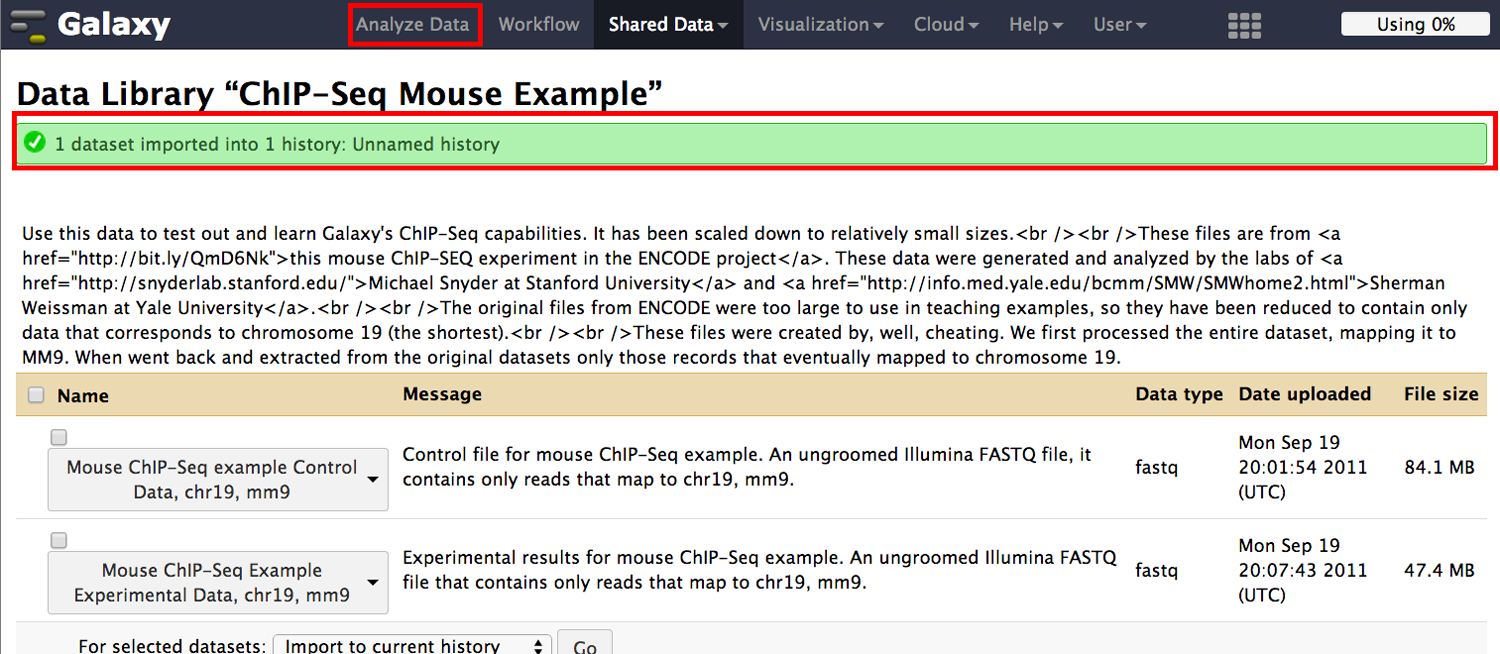 Galaxy Analyze Data Workflow Shared Data Visualization Cloud Help User Using 0%
Data Library “ChIP-Seq Mouse Example”
1 dataset imported into 1 history: Unnamed history
Use this data to test out and learn Galaxy's ChIP-Seq capabilities. It has been scaled down to relatively small sizes.<br /><br />These files are from <a
href="http://bit.ly/QmD6Nk">this mouse ChIP-SEQ experiment in the ENCODE project</a>. These data were generated and analyzed by the labs of <a
href="http://snyderlab.stanford.edu/">Michael Snyder at Stanford University</a> and <a href="http://info.med.yale.edu/bcmm/SMW/SMWhome2.html">Sherman
Weissman at Yale University</a>.<br /><br />The original files from ENCODE were too large to use in teaching examples, so they have been reduced to contain only
data that corresponds to chromosome 19 (the shortest).<br /><br />These files were created by, well, cheating. We first processed the entire dataset, mapping it to
MM9. When went back and extracted from the original datasets only those records that eventually mapped to chromosome 19.
Name Message Data type Date uploaded File size
Mouse ChIP-Seq example Control
Data, chr19, mm9
Control file for mouse ChIP-Seq example. An ungroomed Illumina FASTQ file, it
contains only reads that map to chr19, mm9.
fastq
Mon Sep 19
20:01:54 2011
(UTC)
84.1 MB
Mouse ChIP-Seq Example
Experimental Data, chr19, mm9
Experimental results for mouse ChIP-Seq example. An ungroomed Illumina FASTQ
file that contains only reads that map to chr19, mm9.
fastq
Mon Sep 19
20:07:43 2011
(UTC)
47.4 MB
For selected datasets: Import to current history Go